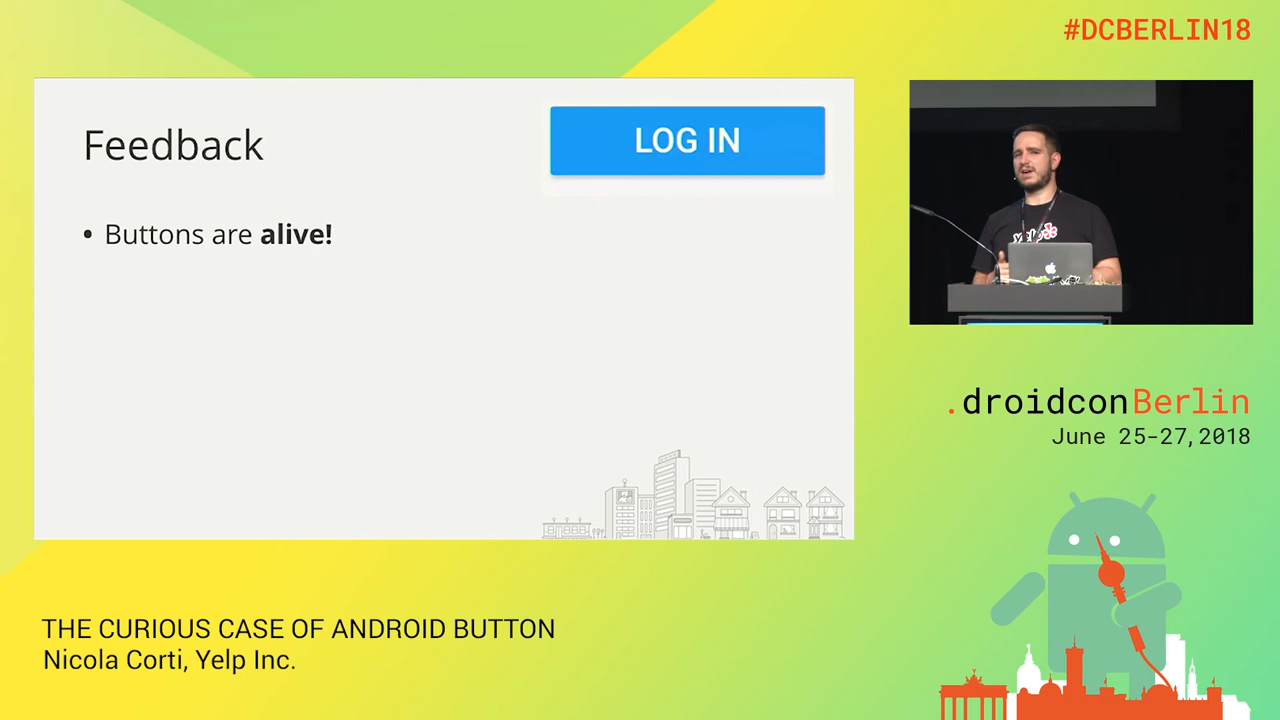 #DCBERLIN18
Feedback
LOG IN
• Buttons are alive!
.droidconBerlin
June 25-27, 2018
THE CURIOUS CASE OF ANDROID BUTTON
Nicola Corti, Yelp Inc.